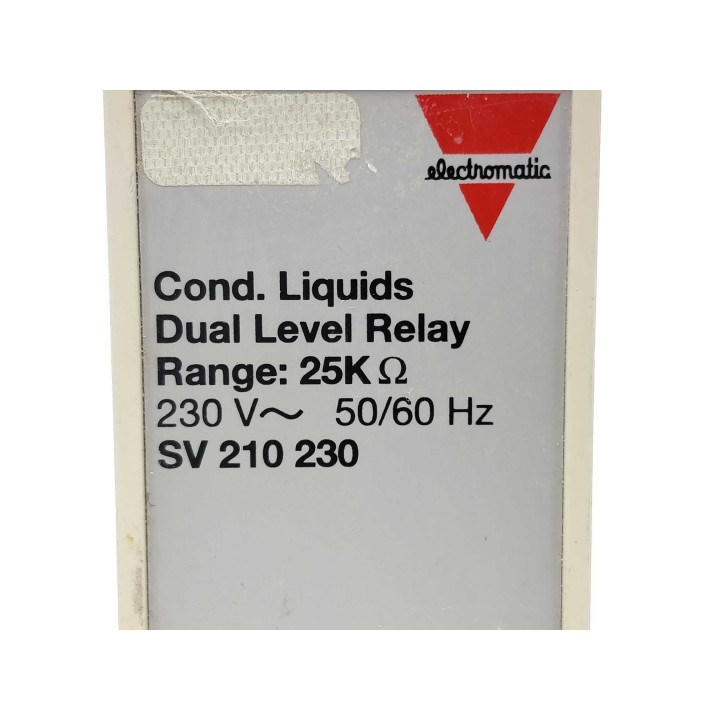 electromatic
Cond. Liquids
Dual Level Relay
Range: 25K Ω
230 V~ 50/60 Hz
SV 210 230